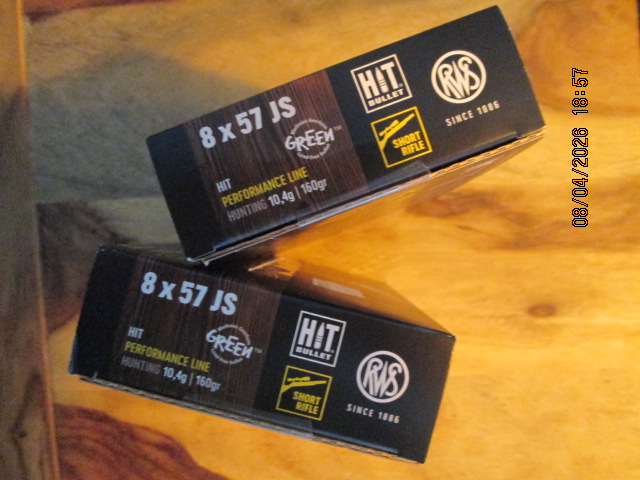 8 x 57 JS
GREEN
HIT
PERFORMANCE LINE
HUNTING 10,4g | 160gr
HIT
BULLET
SHORT
RIFLE
RWS
SINCE 1886
8 x 57 JS
GREEN
HIT
PERFORMANCE LINE
HUNTING 10,4g | 160gr
HIT
BULLET
SHORT
RIFLE
RWS
SINCE 1886
08/04/2026 18:57